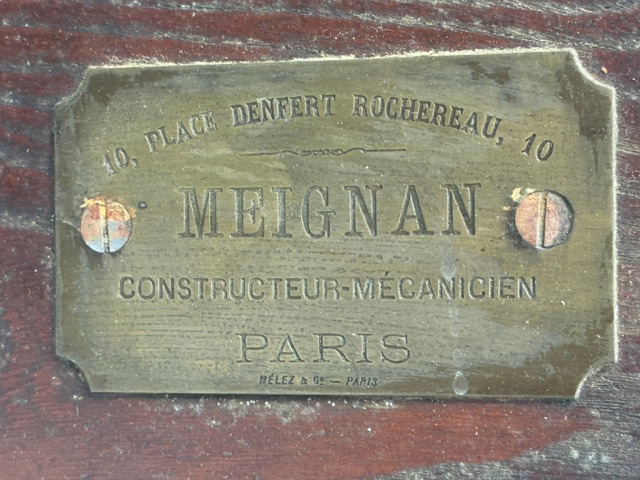 10, PLACE DENFERT ROCHEREAU, 10
MEIGNAN
CONSTRUCTEUR-MÉCANICIEN
PARIS
MÉLEZ & Cie — PARIS